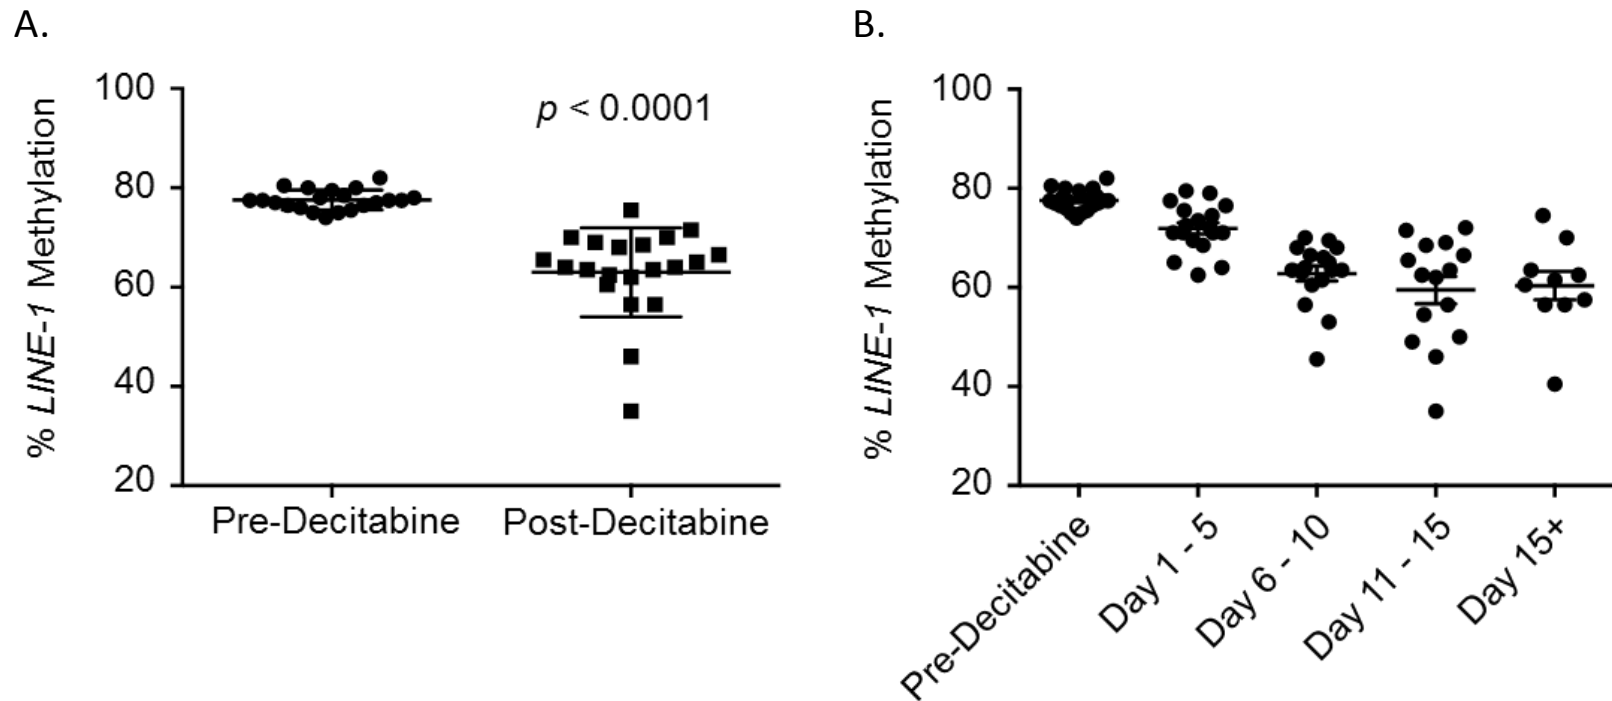 A.
% LINE-1 Methylation
100
80
60
40
20
p < 0.0001
Pre-Decitabine
Post-Decitabine
B.
% LINE-1 Methylation
100
80
60
40
20
Pre-Decitabine
Day 1 - 5
Day 6 - 10
Day 11 - 15
Day 15+